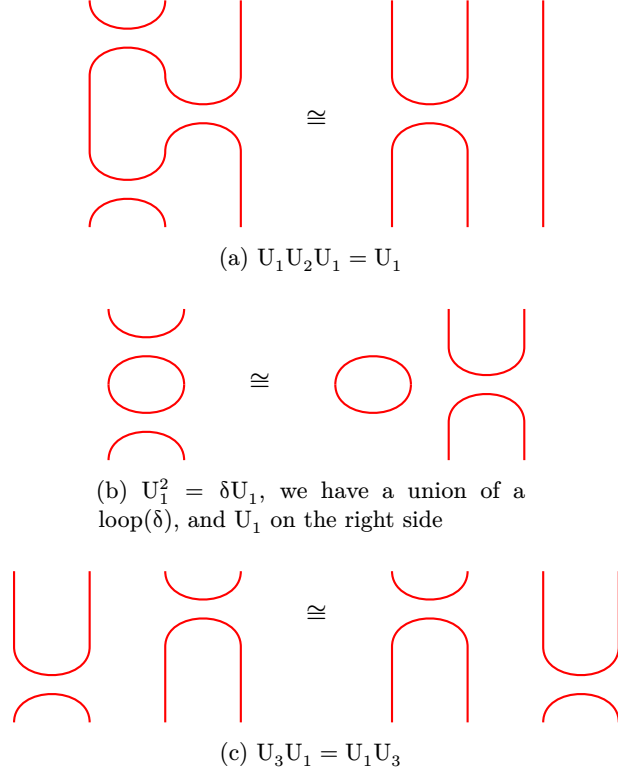 ≅
(a) U₁U₂U₁ = U₁
≅
(b) U₁² = δU₁, we have a union of a
loop(δ), and U₁ on the right side
≅
(c) U₃U₁ = U₁U₃